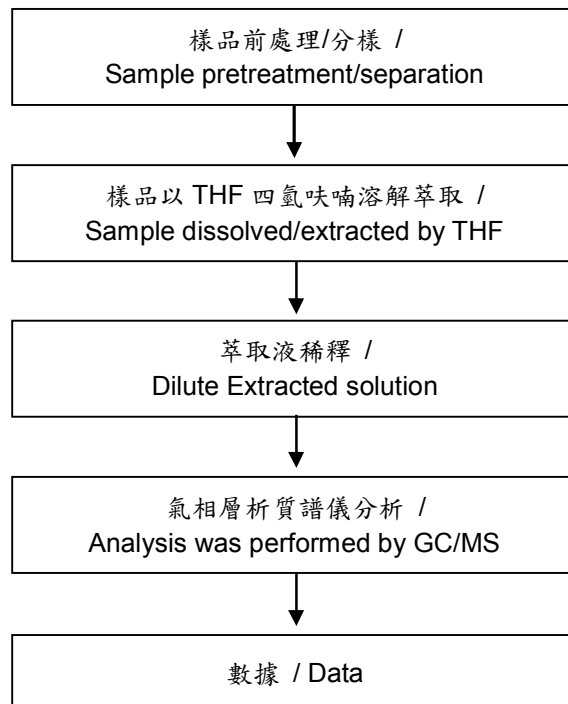 樣品前處理/分樣 /
Sample pretreatment/separation
樣品以 THF 四氫呋喃溶解萃取 /
Sample dissolved/extracted by THF
萃取液稀釋 /
Dilute Extracted solution
氣相層析質譜儀分析 /
Analysis was performed by GC/MS
數據 / Data